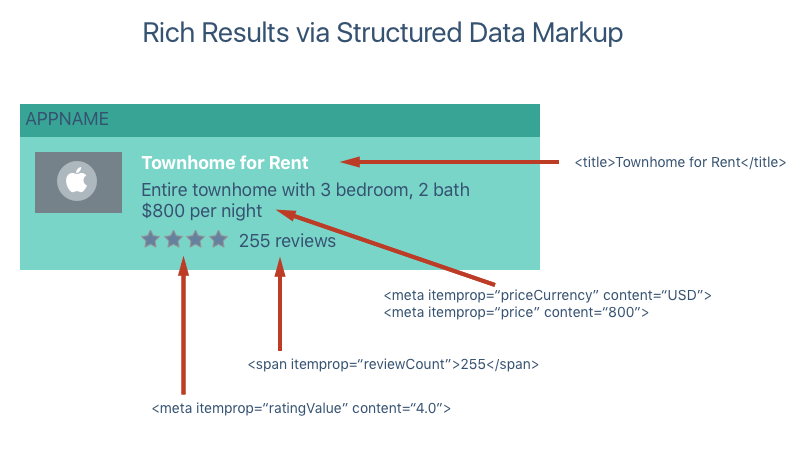 Rich Results via Structured Data Markup
APPNAME
Townhome for Rent
<title>Townhome for Rent</title>
Entire townhome with 3 bedroom, 2 bath
$800 per night
255 reviews
<meta itemprop=“priceCurrency” content=“USD”>
<meta itemprop=“price” content=“800”>
<span itemprop=“reviewCount”>255</span>
<meta itemprop=“ratingValue” content=“4.0”>